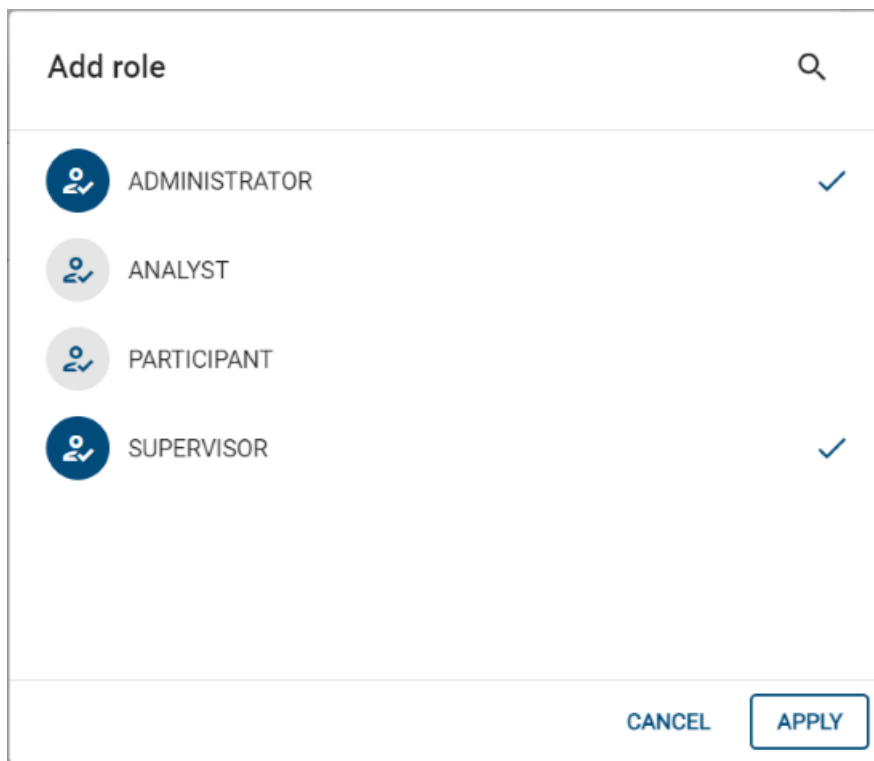 Add role
ADMINISTRATOR
ANALYST
PARTICIPANT
SUPERVISOR
CANCEL APPLY